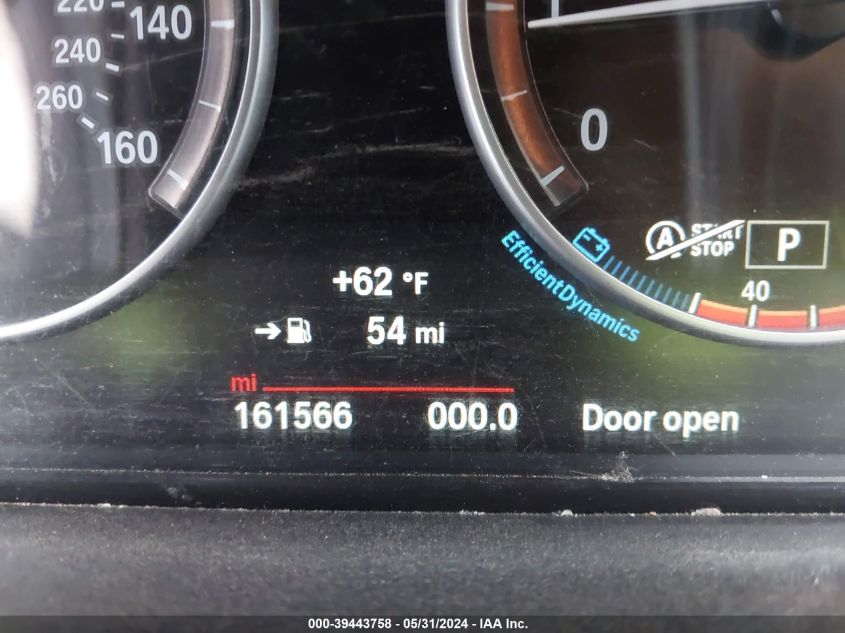 220
140
240
260
160
0
START
STOP
P
EfficientDynamics
40
+62 °F
54 mi
mi
161566 000.0 Door open
000-39443758 - 05/31/2024 - IAA Inc.